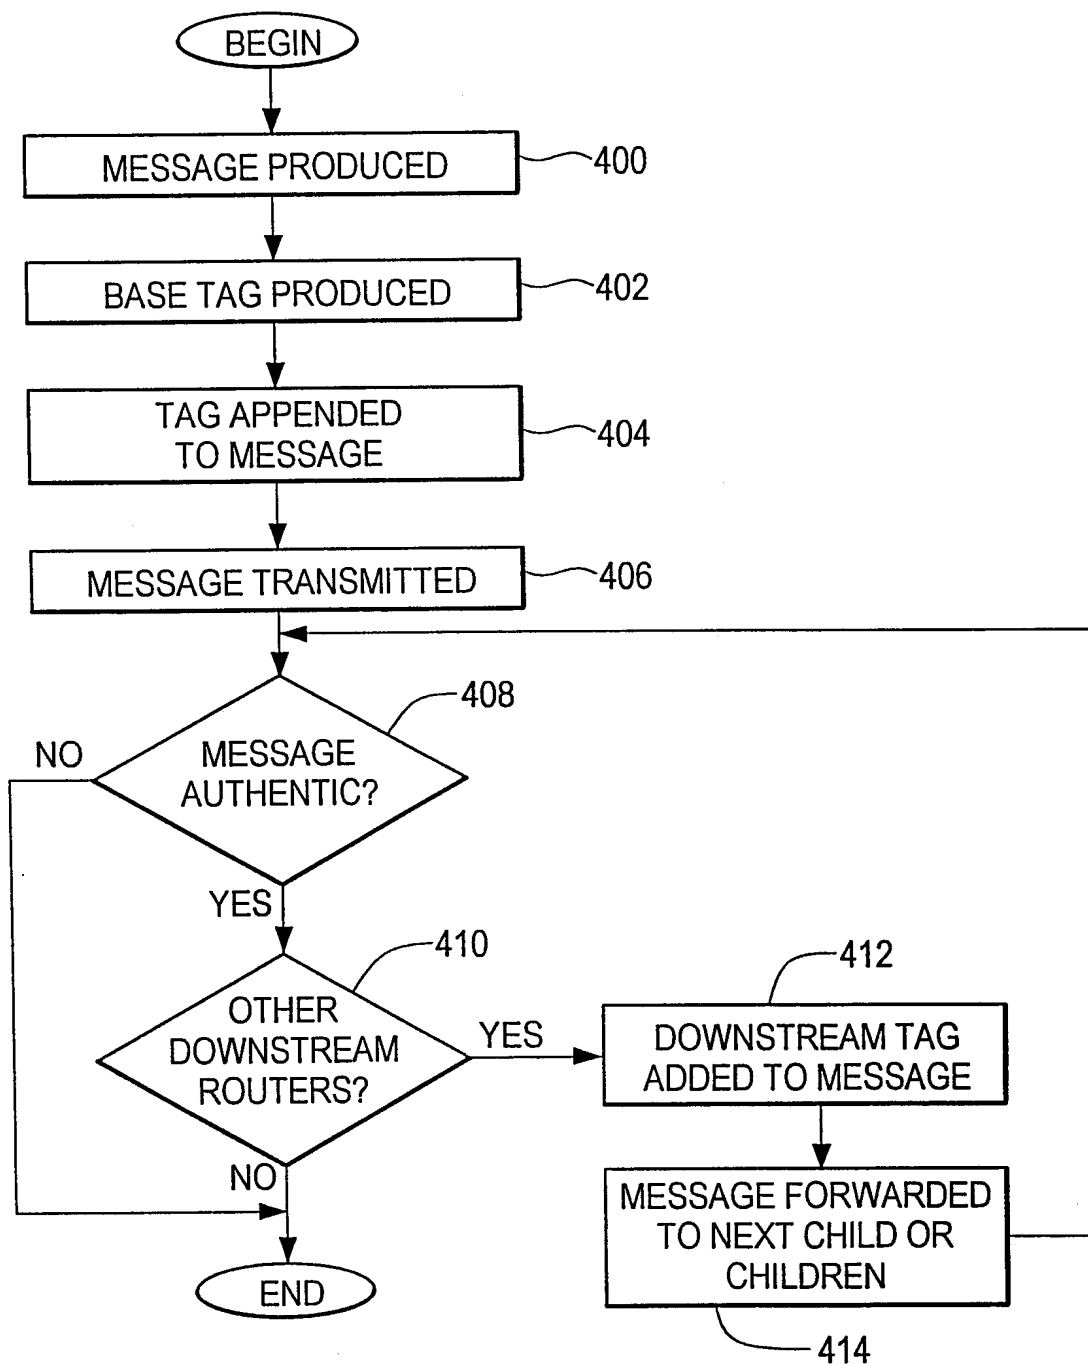 BEGIN
MESSAGE PRODUCED
400
BASE TAG PRODUCED
402
TAG APPENDED
TO MESSAGE
404
MESSAGE TRANSMITTED
406
408
NO
MESSAGE
AUTHENTIC?
YES
410
412
OTHER
DOWNSTREAM
ROUTERS?
YES
DOWNSTREAM TAG
ADDED TO MESSAGE
NO
MESSAGE FORWARDED
TO NEXT CHILD OR
CHILDREN
END
414